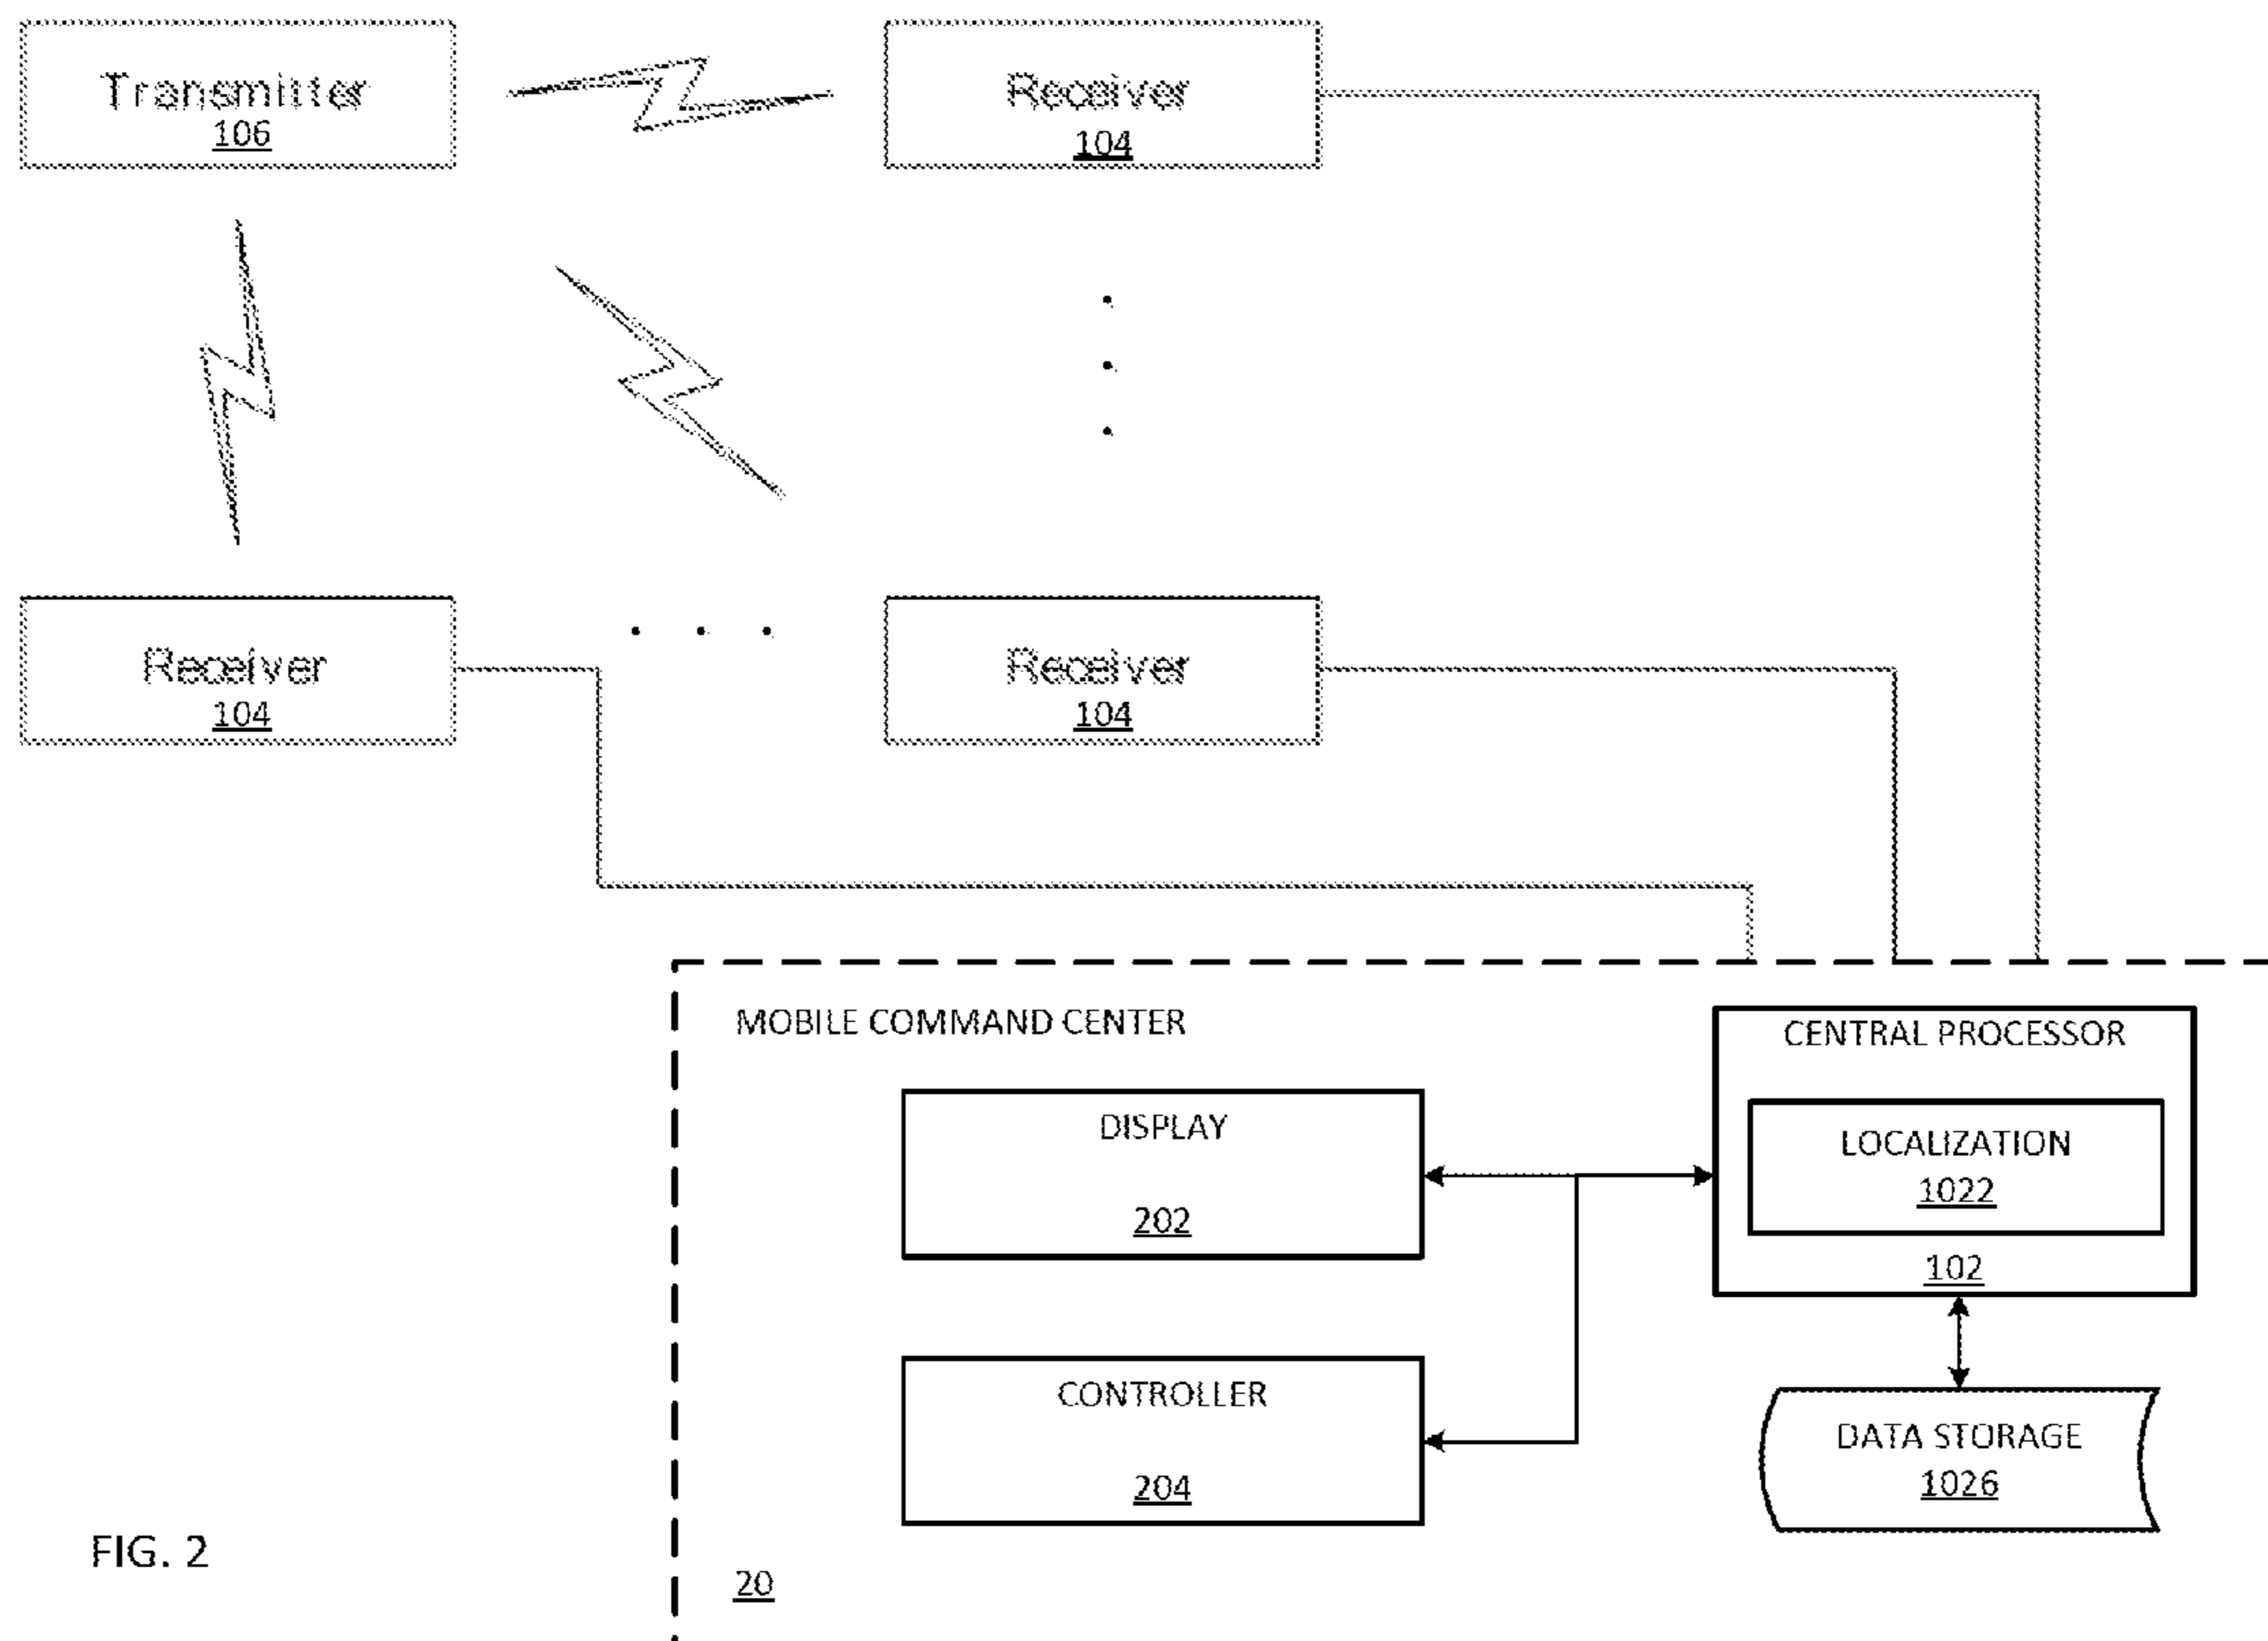 Transmitter
106
Receiver
104
Receiver
104
Receiver
104
MOBILE COMMAND CENTER
CENTRAL PROCESSOR
DISPLAY
202
LOCALIZATION
1022
102
CONTROLLER
204
DATA STORAGE
1026
FIG. 2
20